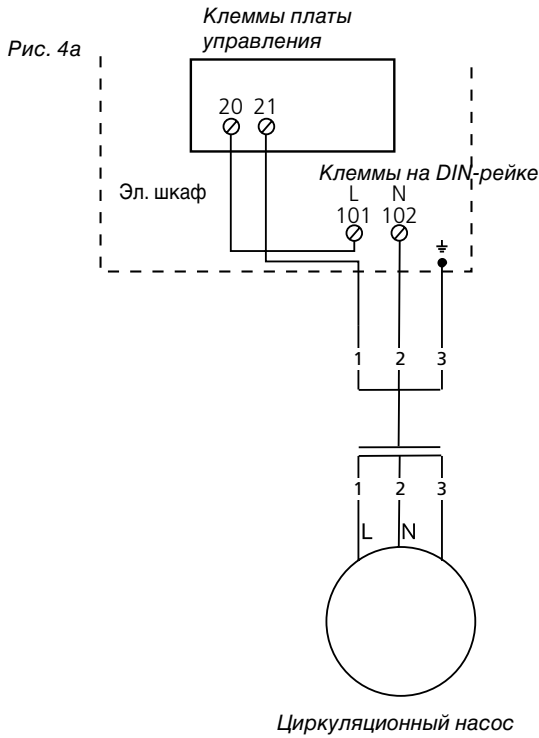 Клеммы платы
управления
Рис. 4a
20 21
Клеммы на DIN-рейке
Эл. шкаф
L N
101 102
1 2 3
1 2 3
L N
Циркуляционный насос